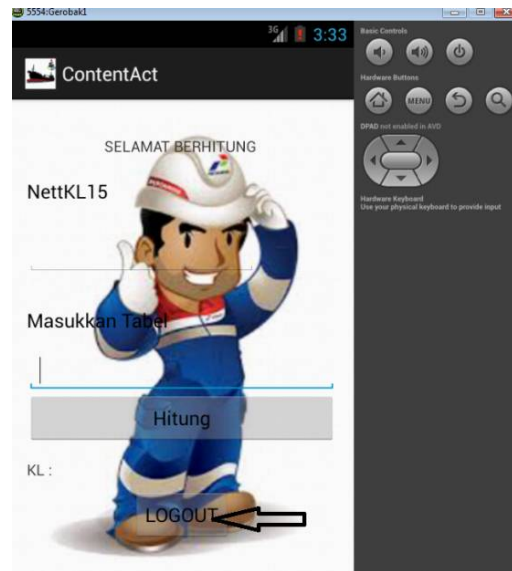 5554:Gerobak1
3G 3:33
ContentAct
SELAMAT BERHITUNG
NettKL15
Masukkan Tabel
Hitung
KL :
LOGOUT
Basic Controls
Hardware Buttons
MENU
DPAD not enabled in AVD
Hardware Keyboard
Use your physical keyboard to provide input